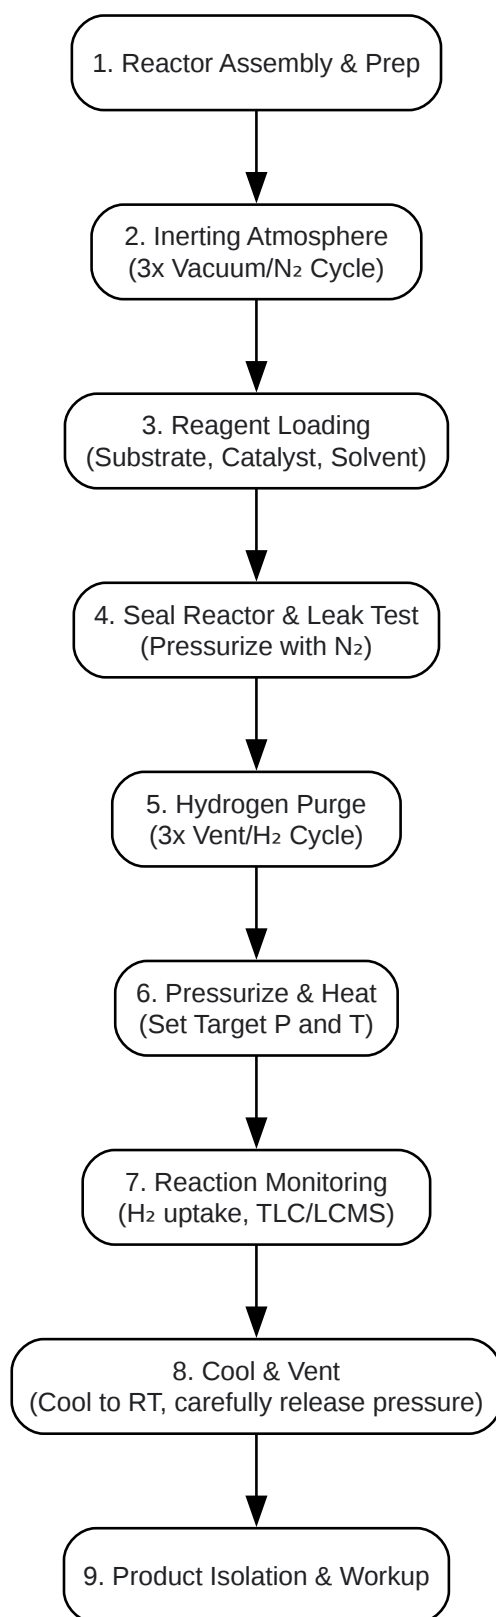 1. Reactor Assembly & Prep
2. Inerting Atmosphere
(3x Vacuum/N₂ Cycle)
3. Reagent Loading
(Substrate, Catalyst, Solvent)
4. Seal Reactor & Leak Test
(Pressurize with N₂)
5. Hydrogen Purge
(3x Vent/H₂ Cycle)
6. Pressurize & Heat
(Set Target P and T)
7. Reaction Monitoring
(H₂ uptake, TLC/LCMS)
8. Cool & Vent
(Cool to RT, carefully release pressure)
9. Product Isolation & Workup